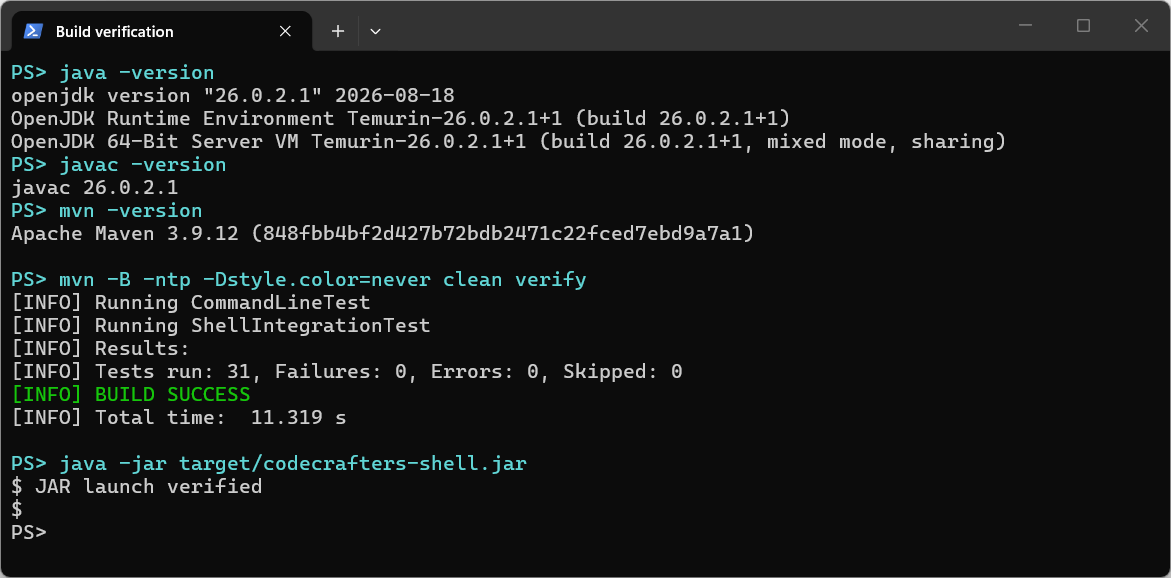 Build verification
PS> java -version
openjdk version "26.0.2.1" 2026-08-18
OpenJDK Runtime Environment Temurin-26.0.2.1+1 (build 26.0.2.1+1)
OpenJDK 64-Bit Server VM Temurin-26.0.2.1+1 (build 26.0.2.1+1, mixed mode, sharing)
PS> javac -version
javac 26.0.2.1
PS> mvn -version
Apache Maven 3.9.12 (848fbb4bf2d427b72bdb2471c22fced7ebd9a7a1)

PS> mvn -B -ntp -Dstyle.color=never clean verify
[INFO] Running CommandLineTest
[INFO] Running ShellIntegrationTest
[INFO] Results:
[INFO] Tests run: 31, Failures: 0, Errors: 0, Skipped: 0
[INFO] BUILD SUCCESS
[INFO] Total time:  11.319 s

PS> java -jar target/codecrafters-shell.jar
$ JAR launch verified
$
PS>